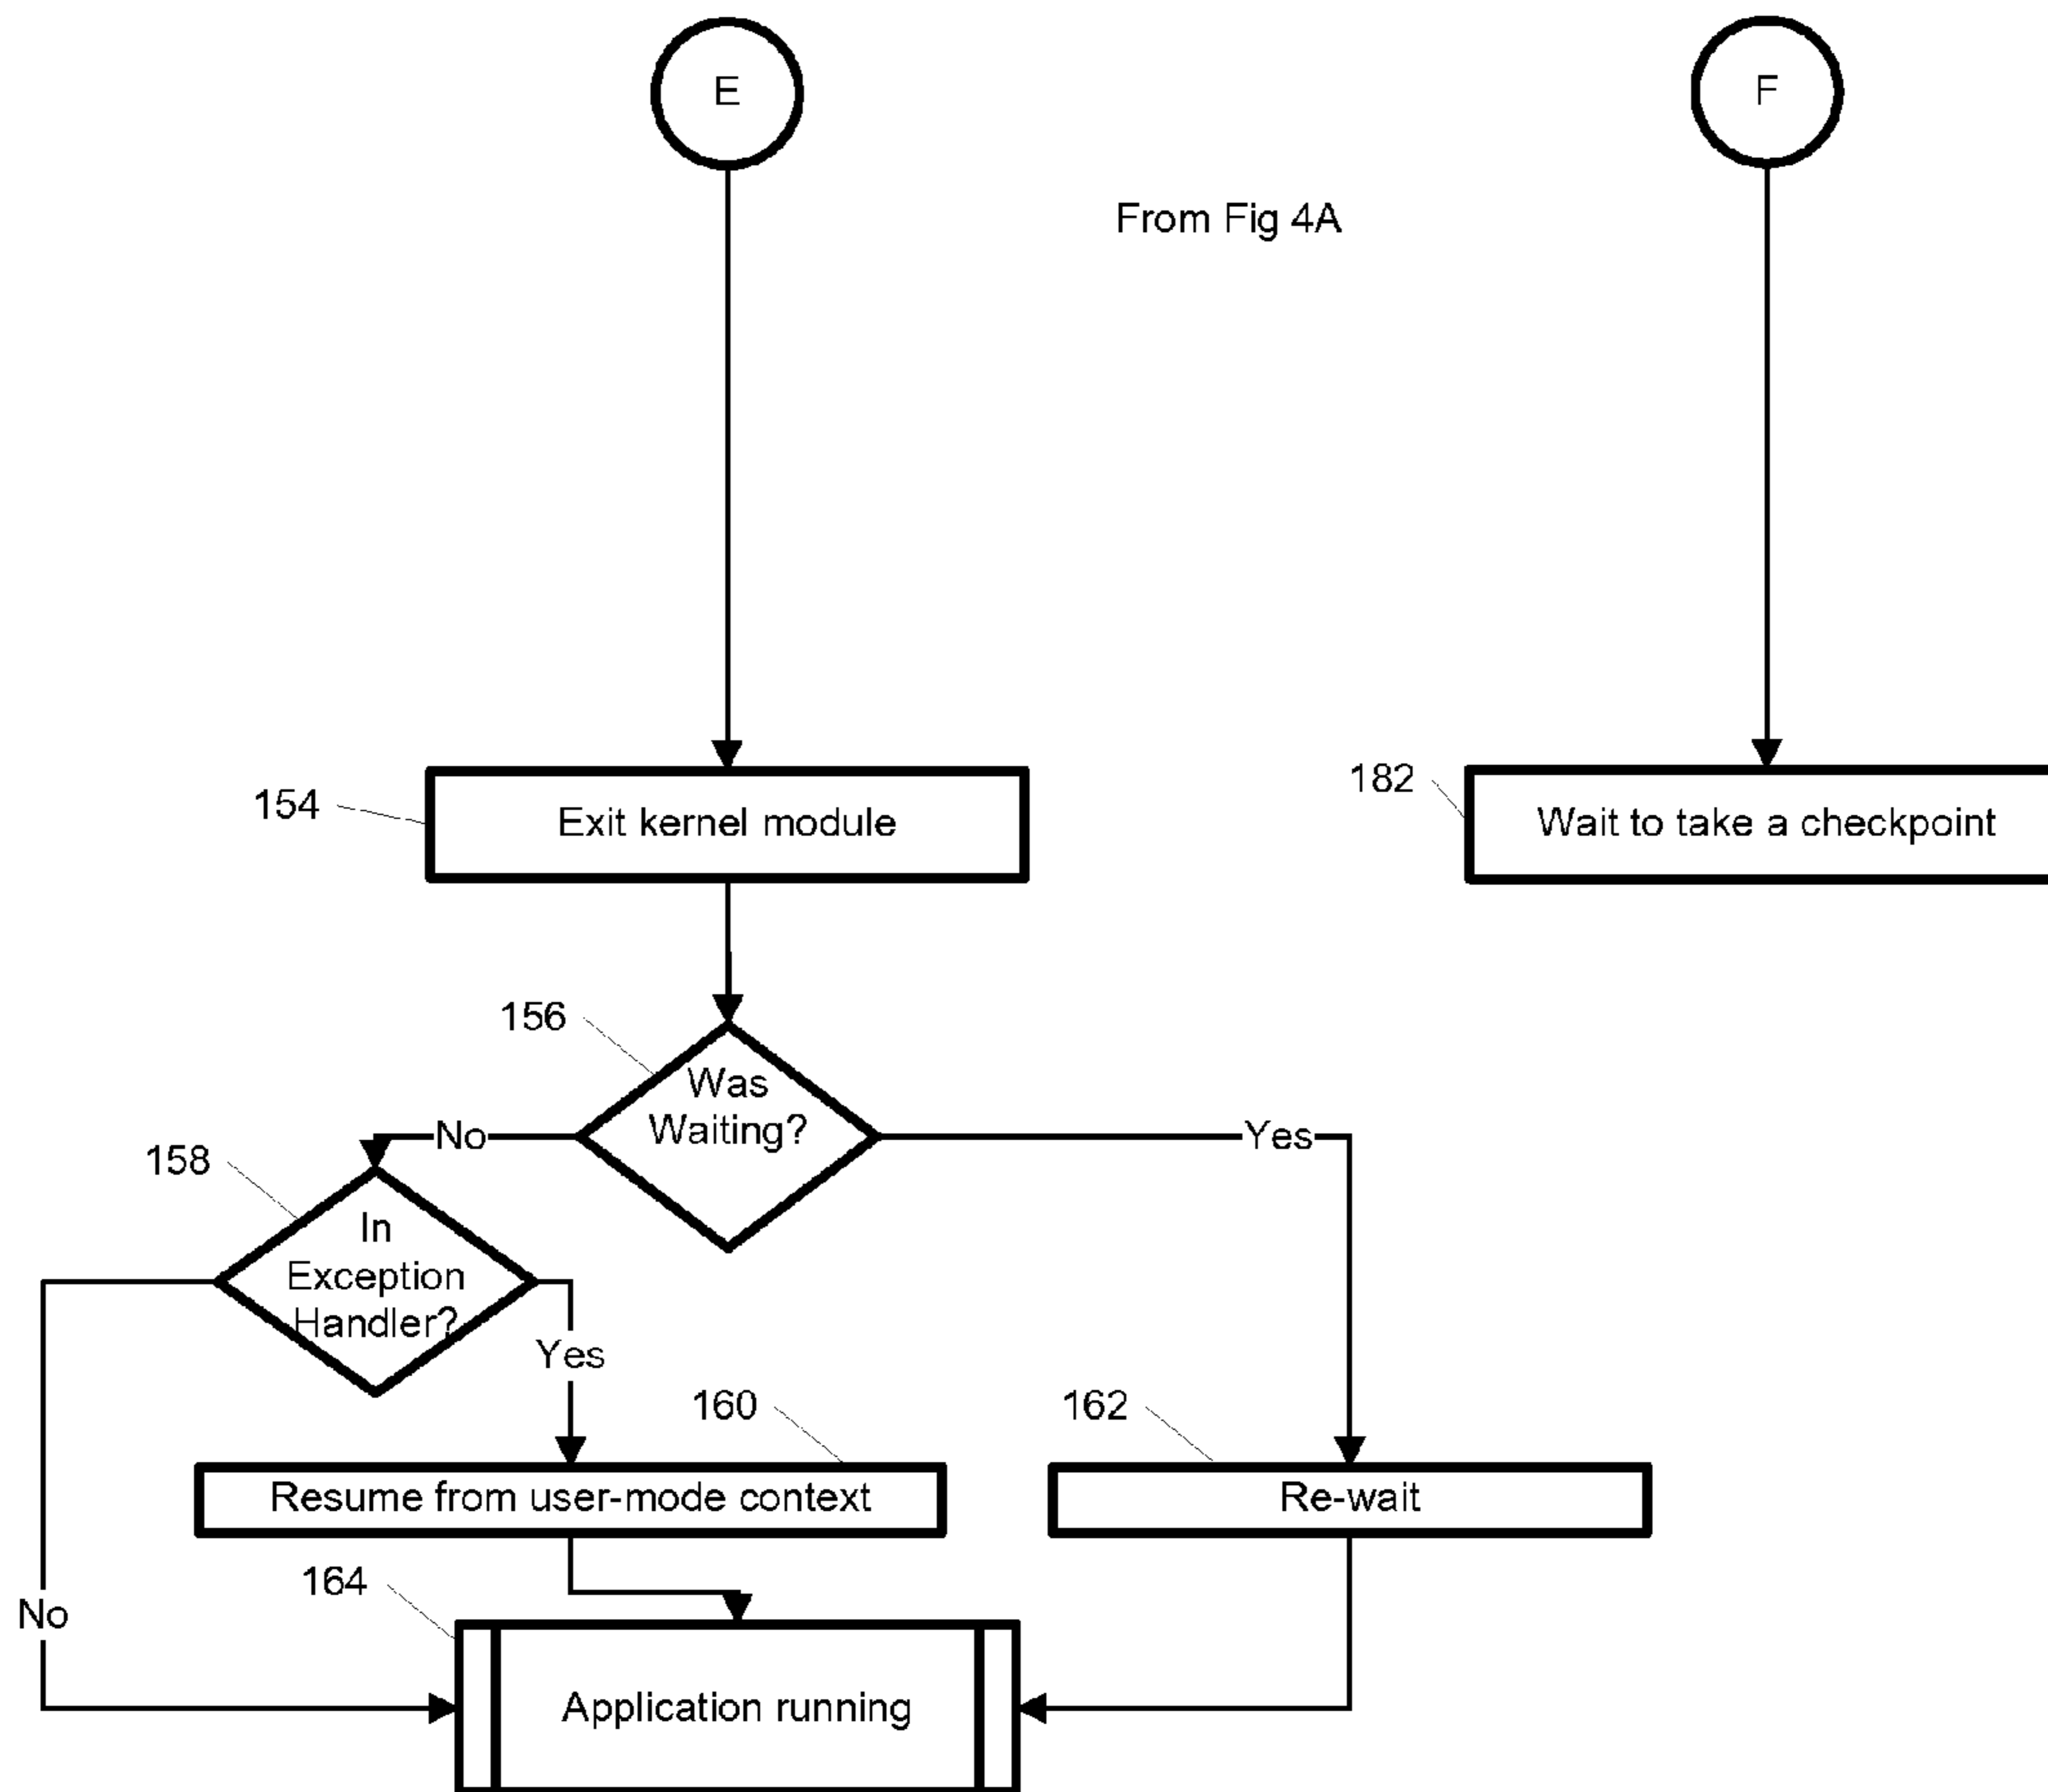 E
F
From Fig 4A
154
Exit kernel module
182
Wait to take a checkpoint
156
Was
Waiting?
No
Yes
158
In
Exception
Handler?
Yes
160
162
Resume from user-mode context
Re-wait
164
No
Application running